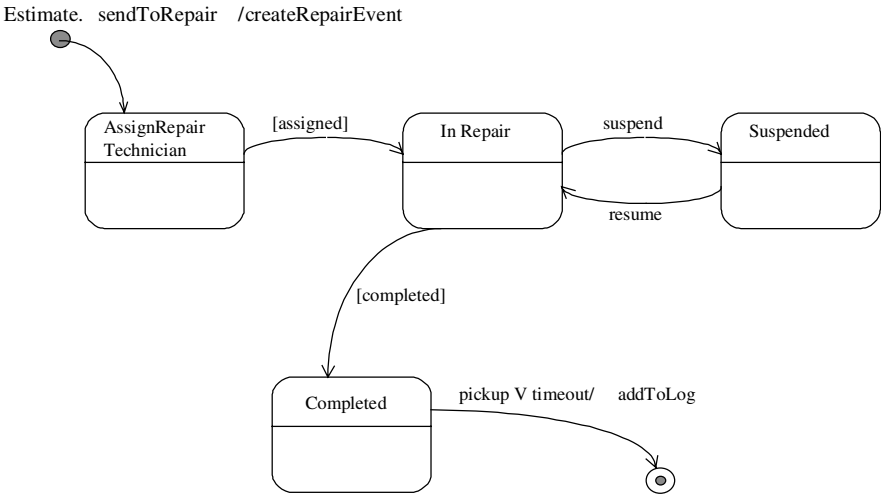 Estimate. sendToRepair /createRepairEvent
AssignRepair
Technician
[assigned]
In Repair
suspend
Suspended
resume
[completed]
Completed
pickup V timeout/ addToLog